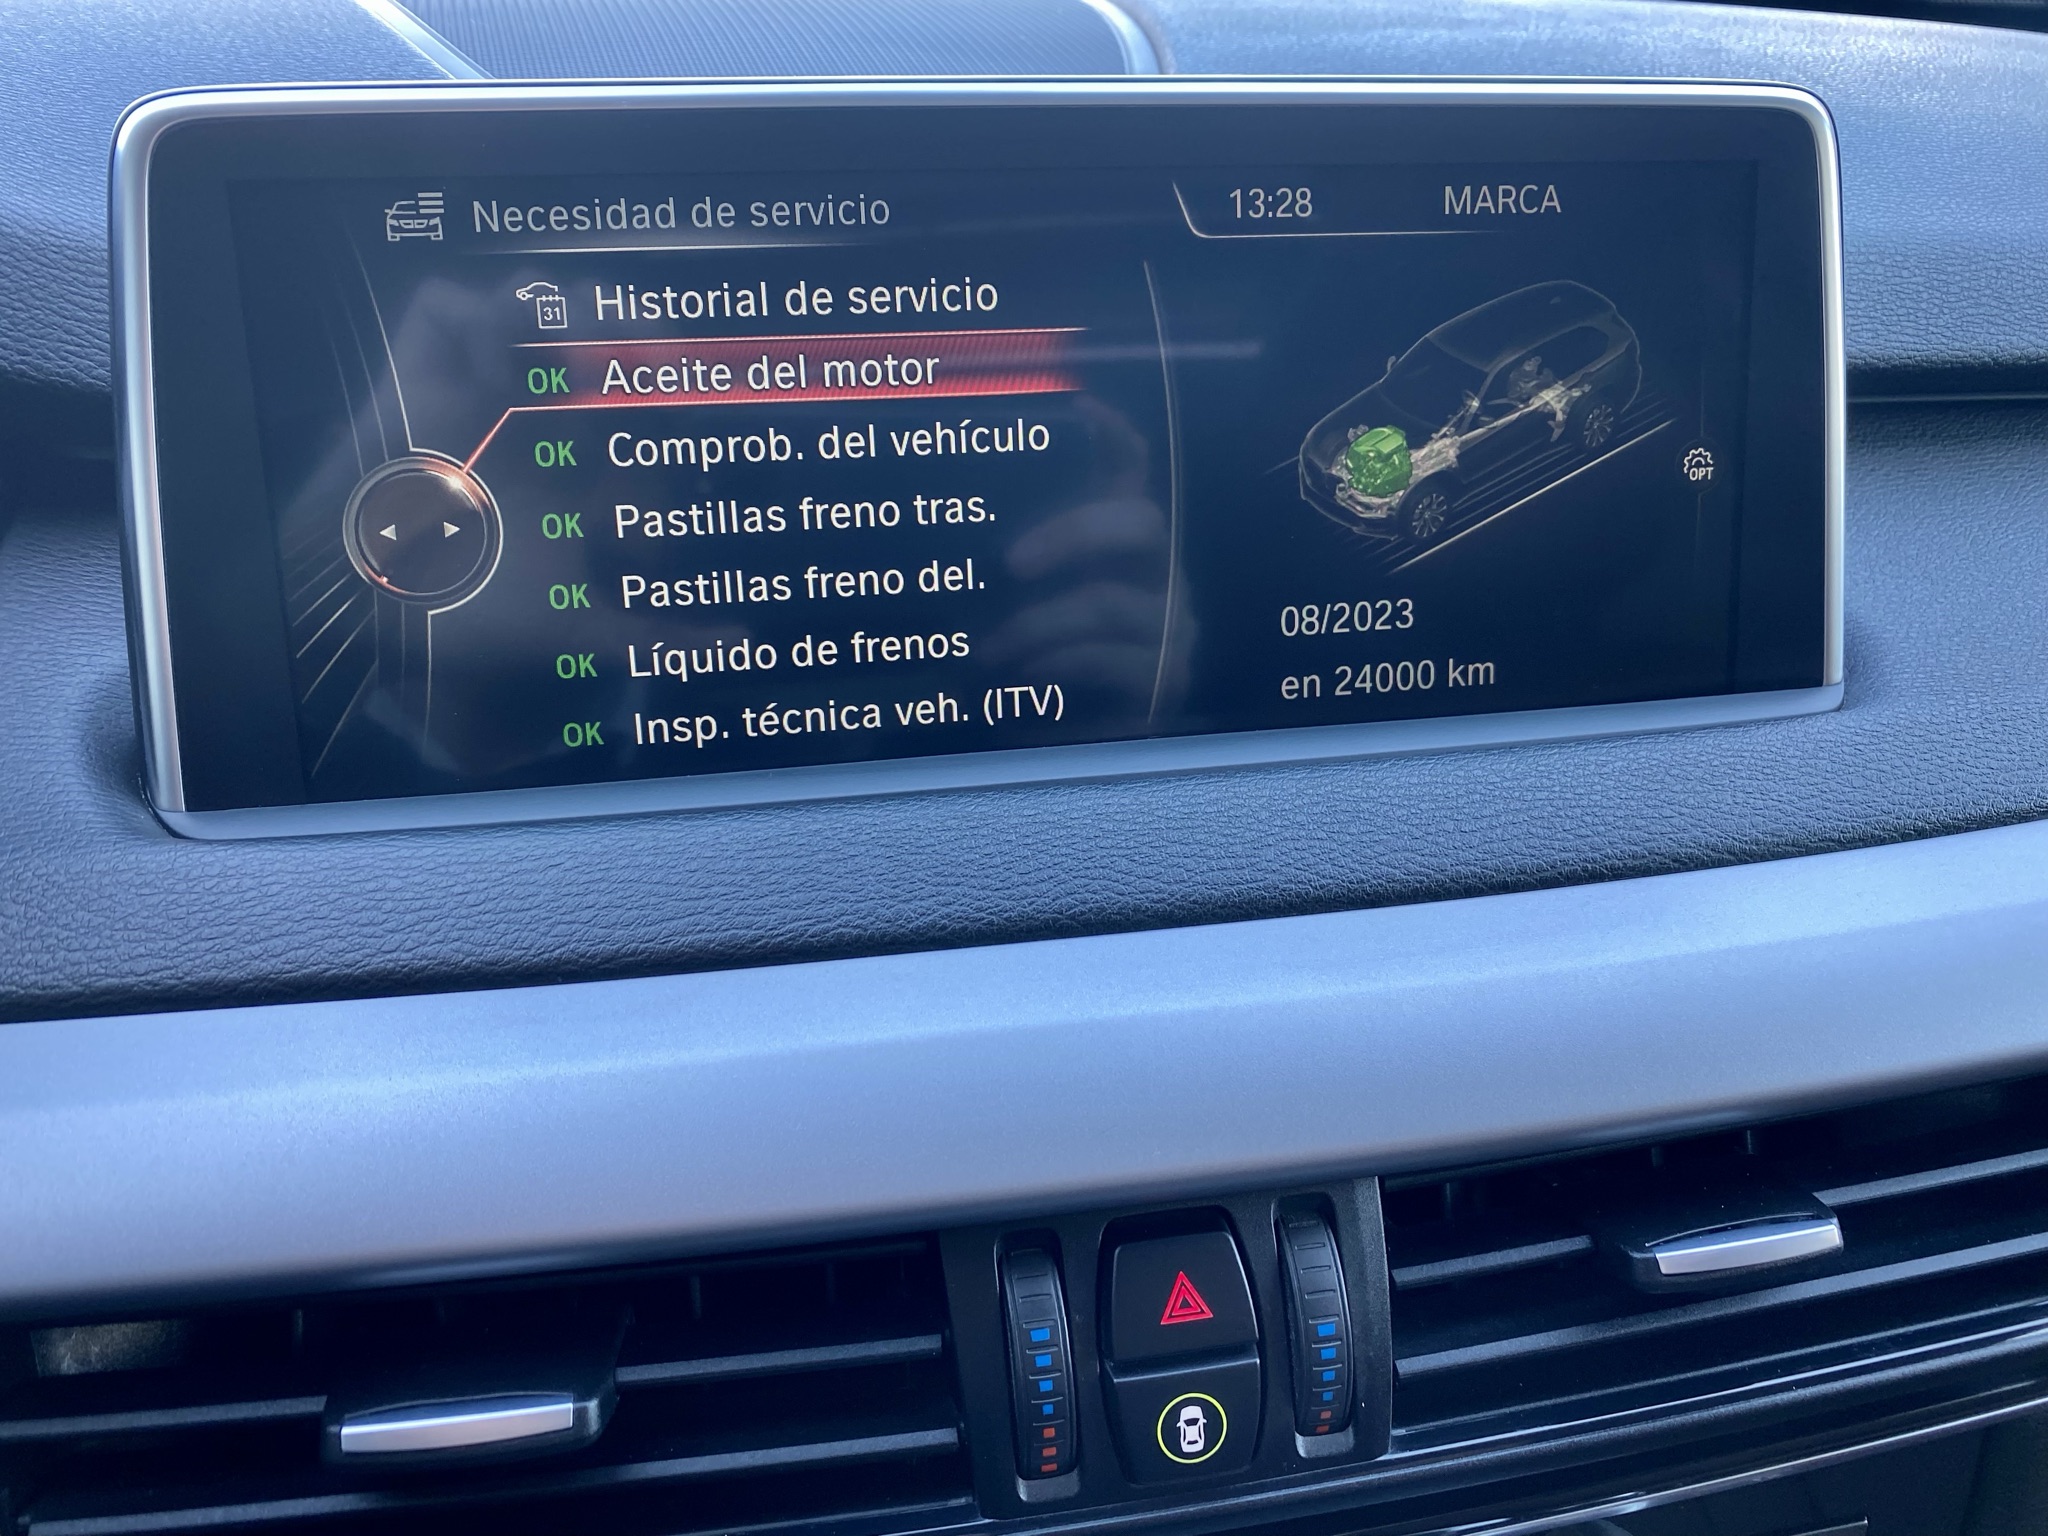 Necesidad de servicio
13:28
MARCA
31
Historial de servicio
OK Aceite del motor
OK Comprob. del vehículo
OK Pastillas freno tras.
OK Pastillas freno del.
OK Líquido de frenos
OK Insp. técnica veh. (ITV)
OPT
08/2023
en 24000 km